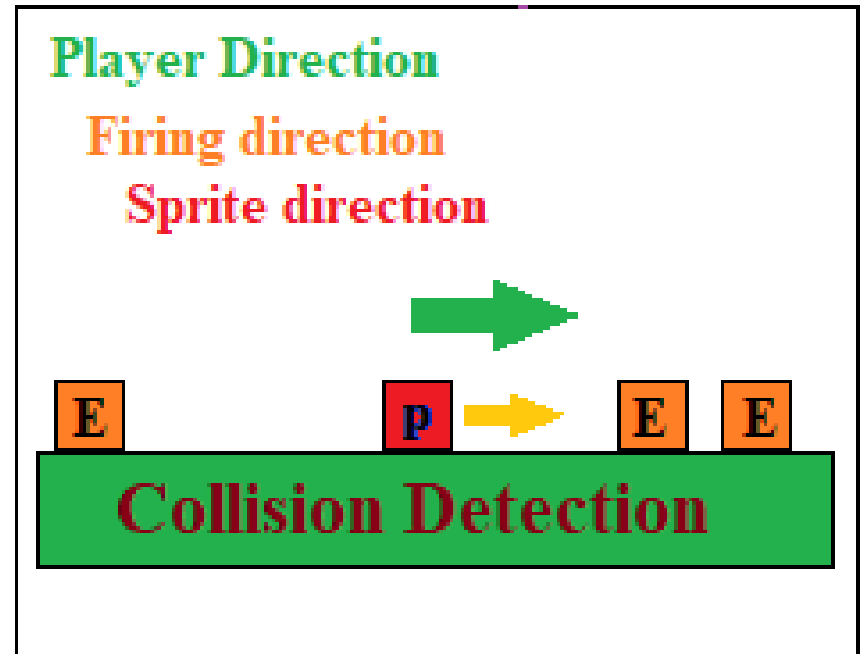 Player Direction
Firing direction
Sprite direction
E p E E
Collision Detection